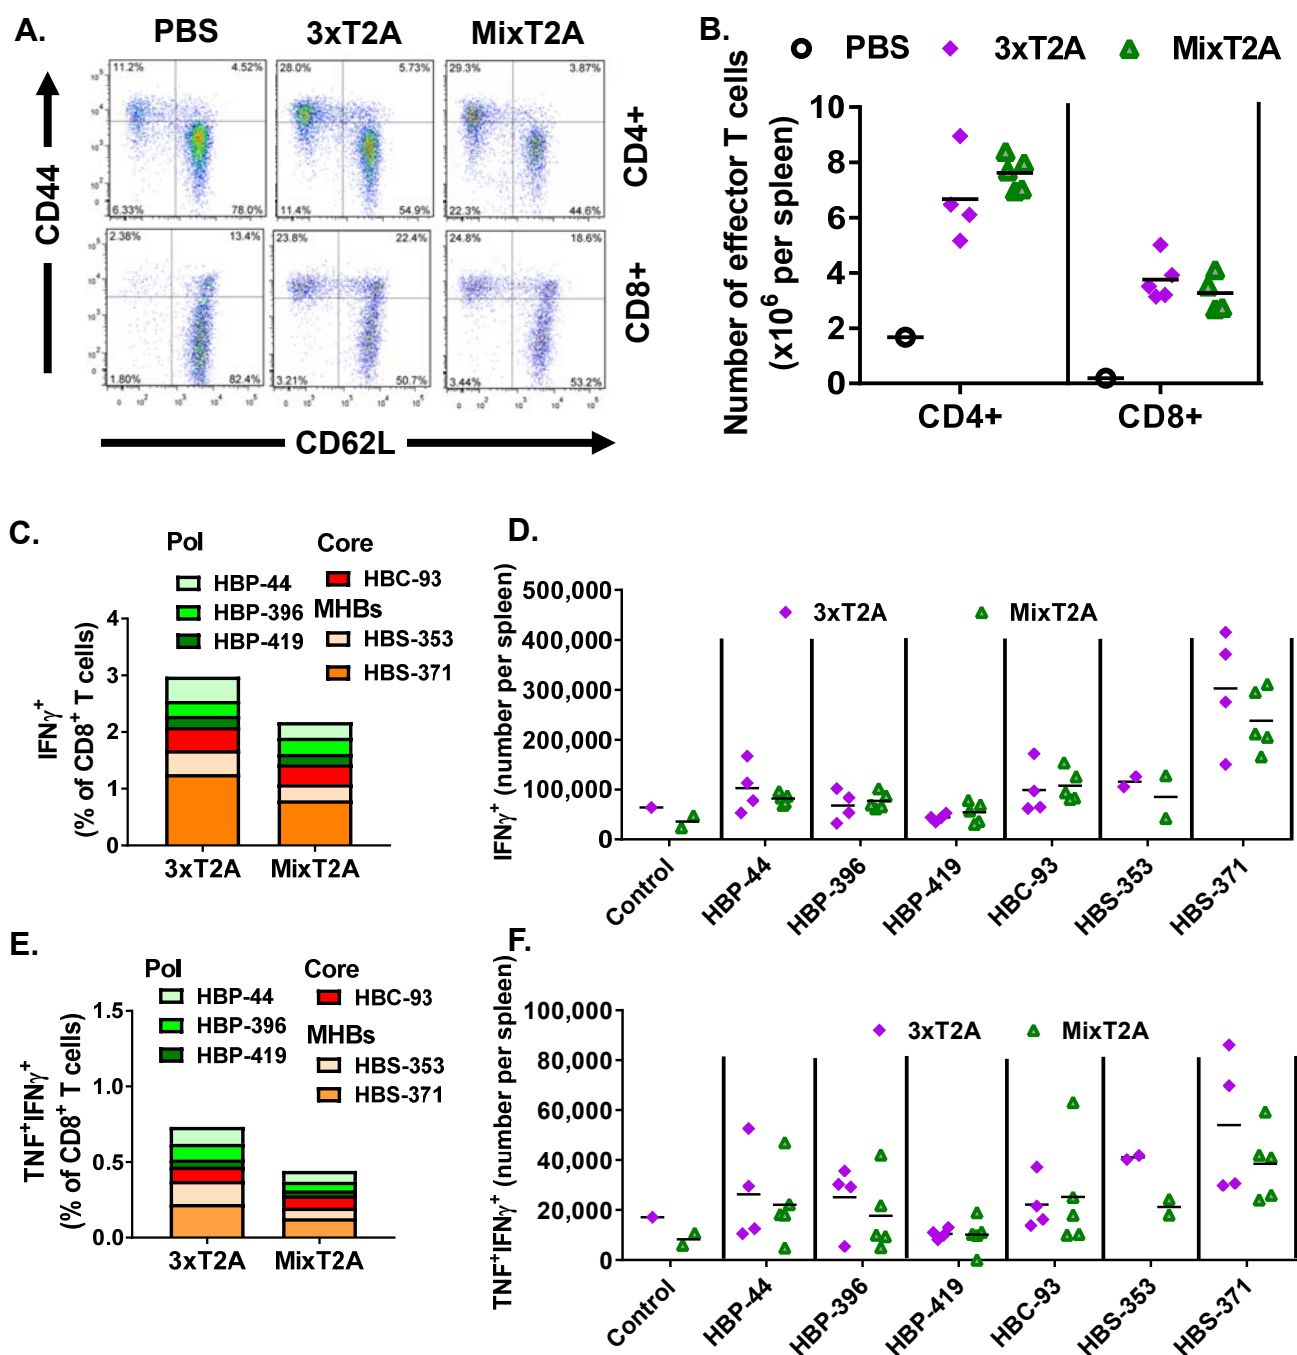 A.
PBS
3xT2A
MixT2A
11.2%
4.52%
28.0%
5.73%
29.3%
3.87%
6.33%
78.0%
11.4%
54.9%
22.3%
44.6%
CD4+
2.38%
13.4%
23.8%
22.4%
24.8%
18.6%
1.80%
82.4%
3.21%
50.7%
3.44%
53.2%
CD8+
CD44
CD62L
B.
PBS
3xT2A
MixT2A
Number of effector T cells
(x10⁶ per spleen)
10
8
6
4
2
0
CD4+
CD8+
C.
Pol
Core
HBP-44
HBC-93
HBP-396
MHBs
HBP-419
HBS-353
HBS-371
IFNγ⁺
(% of CD8⁺ T cells)
4
3
2
1
0
3xT2A
MixT2A
D.
IFNγ⁺ (number per spleen)
500,000
400,000
300,000
200,000
100,000
0
3xT2A
MixT2A
Control
HBP-44
HBP-396
HBP-419
HBC-93
HBS-353
HBS-371
E.
Pol
Core
HBP-44
HBC-93
HBP-396
MHBs
HBP-419
HBS-353
HBS-371
TNF⁺IFNγ⁺
(% of CD8⁺ T cells)
1.5
1.0
0.5
0.0
3xT2A
MixT2A
F.
TNF⁺IFNγ⁺ (number per spleen)
100,000
80,000
60,000
40,000
20,000
0
3xT2A
MixT2A
Control
HBP-44
HBP-396
HBP-419
HBC-93
HBS-353
HBS-371